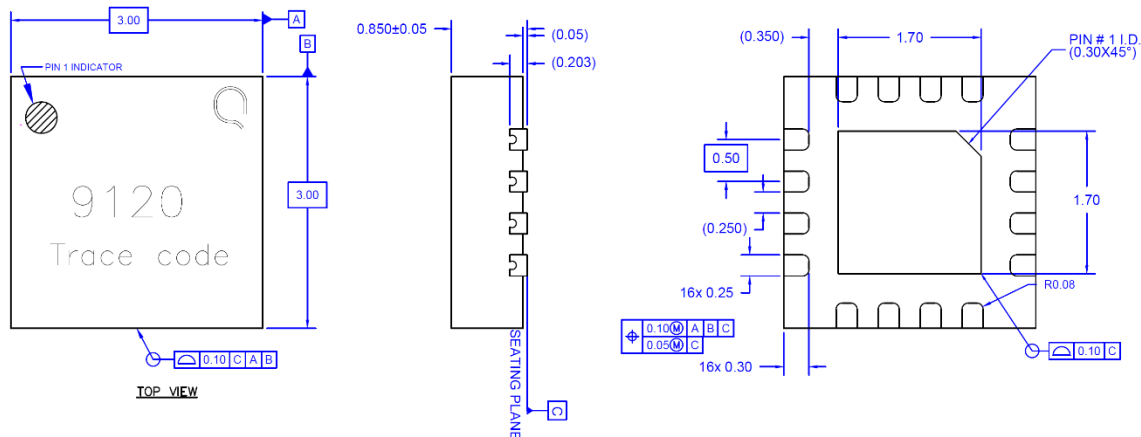 3.00
A
B
PIN 1 INDICATOR
9120
Trace code
3.00
0.10 C A B
TOP VIEW
0.850±0.05
(0.05)
(0.203)
SEATING PLANE
C
(0.350)
1.70
PIN # 1 I.D.
(0.30X45°)
0.50
(0.250)
1.70
16x 0.25
R0.08
0.10 Ⓜ A B C
0.05 Ⓜ C
16x 0.30
0.10 C